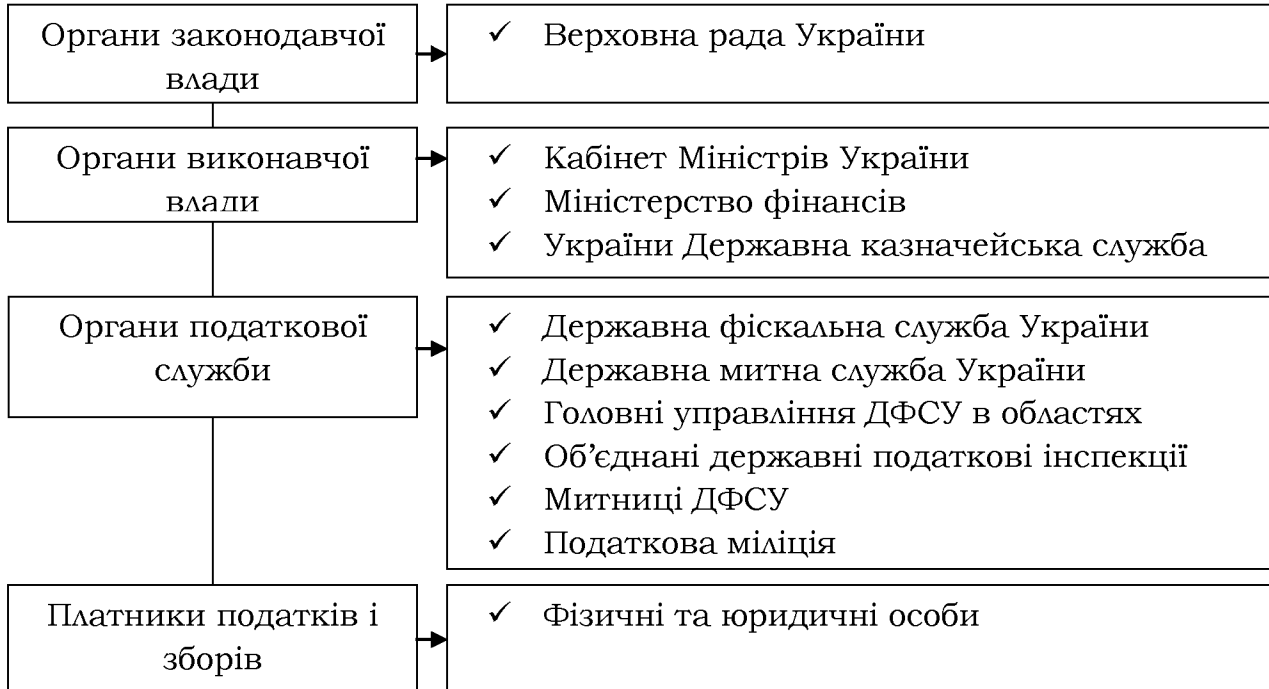 Органи законодавчої
влади
✓ Верховна рада України
Органи виконавчої
влади
✓ Кабінет Міністрів України
✓ Міністерство фінансів
✓ України Державна казначейська служба
Органи податкової
служби
✓ Державна фіскальна служба України
✓ Державна митна служба України
✓ Головні управління ДФСУ в областях
✓ Об’єднані державні податкові інспекції
✓ Митниці ДФСУ
✓ Податкова міліція
Платники податків і
зборів
✓ Фізичні та юридичні особи